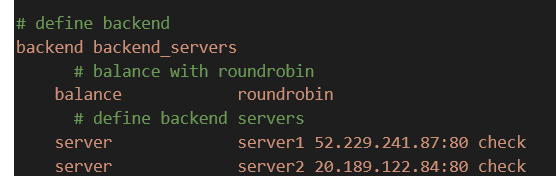 # define backend
backend backend_servers
# balance with roundrobin
balance roundrobin
# define backend servers
server server1 52.229.241.87:80 check
server server2 20.189.122.84:80 check